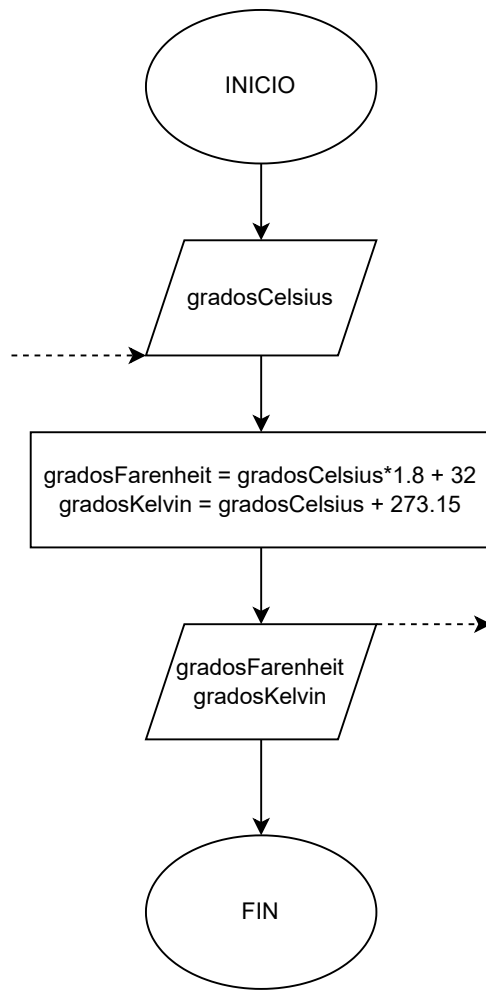 INICIO
gradosCelsius
gradosFarenheit = gradosCelsius*1.8 + 32
gradosKelvin = gradosCelsius + 273.15
gradosFarenheit
gradosKelvin
FIN